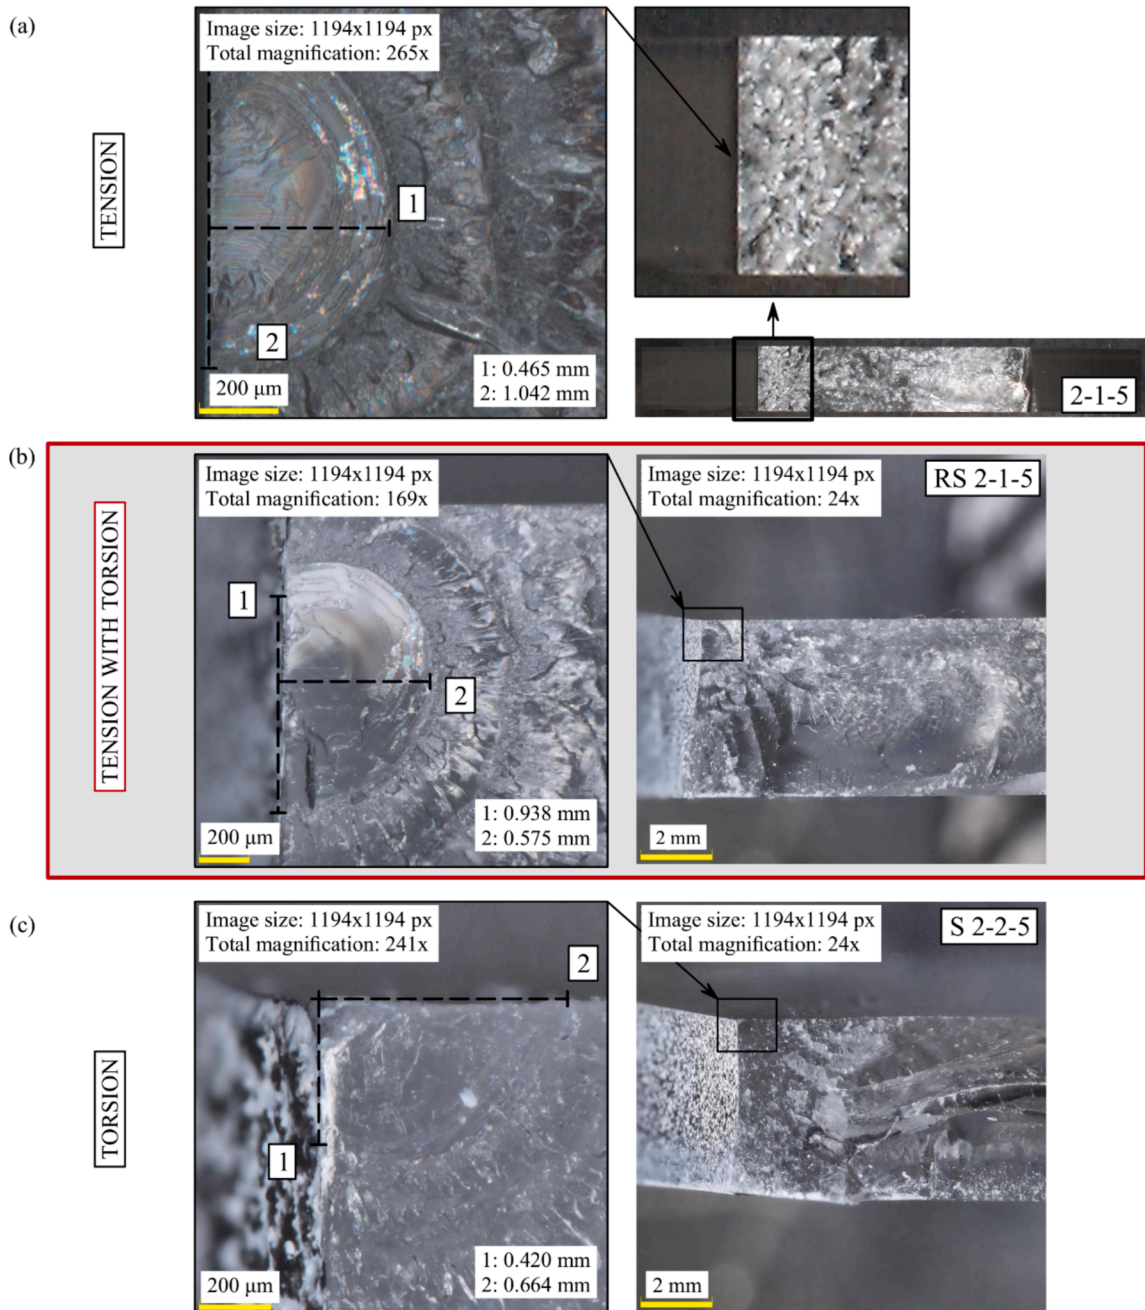 (a)
TENSION
Image size: 1194x1194 px
Total magnification: 265x
1
2
200 μm
1: 0.465 mm
2: 1.042 mm
2-1-5
(b)
TENSION WITH TORSION
Image size: 1194x1194 px
Total magnification: 169x
1
2
200 μm
1: 0.938 mm
2: 0.575 mm
Image size: 1194x1194 px
Total magnification: 24x
RS 2-1-5
2 mm
(c)
TORSION
Image size: 1194x1194 px
Total magnification: 241x
2
1
200 μm
1: 0.420 mm
2: 0.664 mm
Image size: 1194x1194 px
Total magnification: 24x
S 2-2-5
2 mm